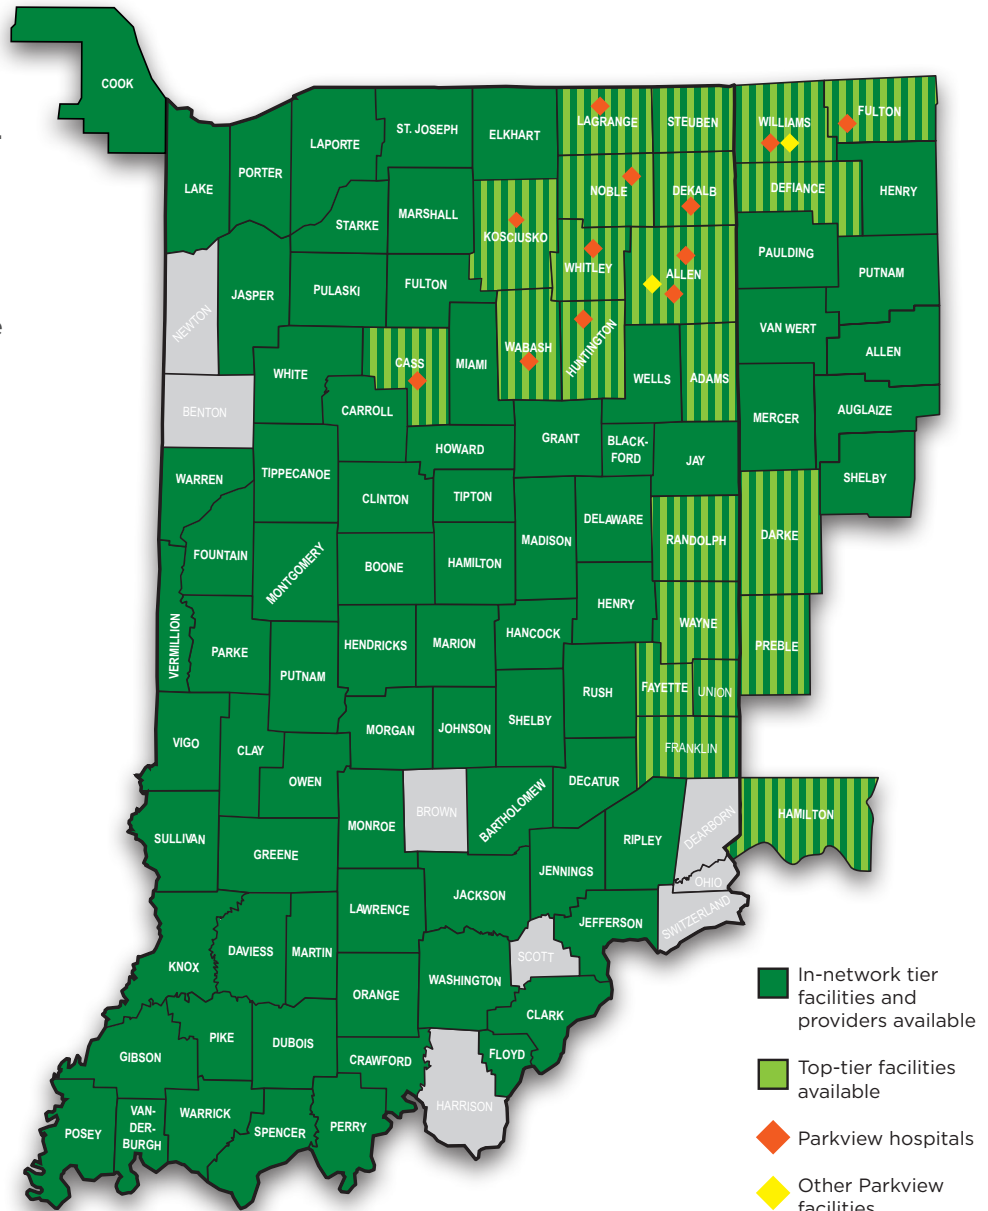 COOK
LAKE
PORTER
LAPORTE
ST. JOSEPH
ELKHART
LAGRANGE
STEUBEN
WILLIAMS
FULTON
STARKE
MARSHALL
KOSCIUSKO
NOBLE
DEKALB
DEFIANCE
HENRY
NEWTON
JASPER
PULASKI
FULTON
WHITLEY
ALLEN
PAULDING
PUTNAM
BENTON
WHITE
CASS
MIAMI
WABASH
HUNTINGTON
WELLS
ADAMS
VAN WERT
ALLEN
CARROLL
MERCER
AUGLAIZE
WARREN
TIPPECANOE
HOWARD
GRANT
BLACK-
FORD
JAY
SHELBY
CLINTON
TIPTON
FOUNTAIN
MONTGOMERY
BOONE
HAMILTON
MADISON
DELAWARE
RANDOLPH
DARKE
VERMILLION
PARKE
PUTNAM
HENDRICKS
MARION
HANCOCK
HENRY
WAYNE
PREBLE
RUSH
FAYETTE
UNION
VIGO
CLAY
OWEN
MORGAN
JOHNSON
SHELBY
FRANKLIN
DECATUR
SULLIVAN
GREENE
MONROE
BROWN
BARTHOLOMEW
RIPLEY
DEARBORN
HAMILTON
JENNINGS
OHIO
LAWRENCE
JACKSON
JEFFERSON
SWITZERLAND
KNOX
DAVIESS
MARTIN
ORANGE
WASHINGTON
SCOTT
CLARK
GIBSON
PIKE
DUBOIS
CRAWFORD
FLOYD
HARRISON
POSEY
VAN-
DER-
BURGH
WARRICK
SPENCER
PERRY
In-network tier
facilities and
providers available
Top-tier facilities
available
Parkview hospitals
Other Parkview
facilities